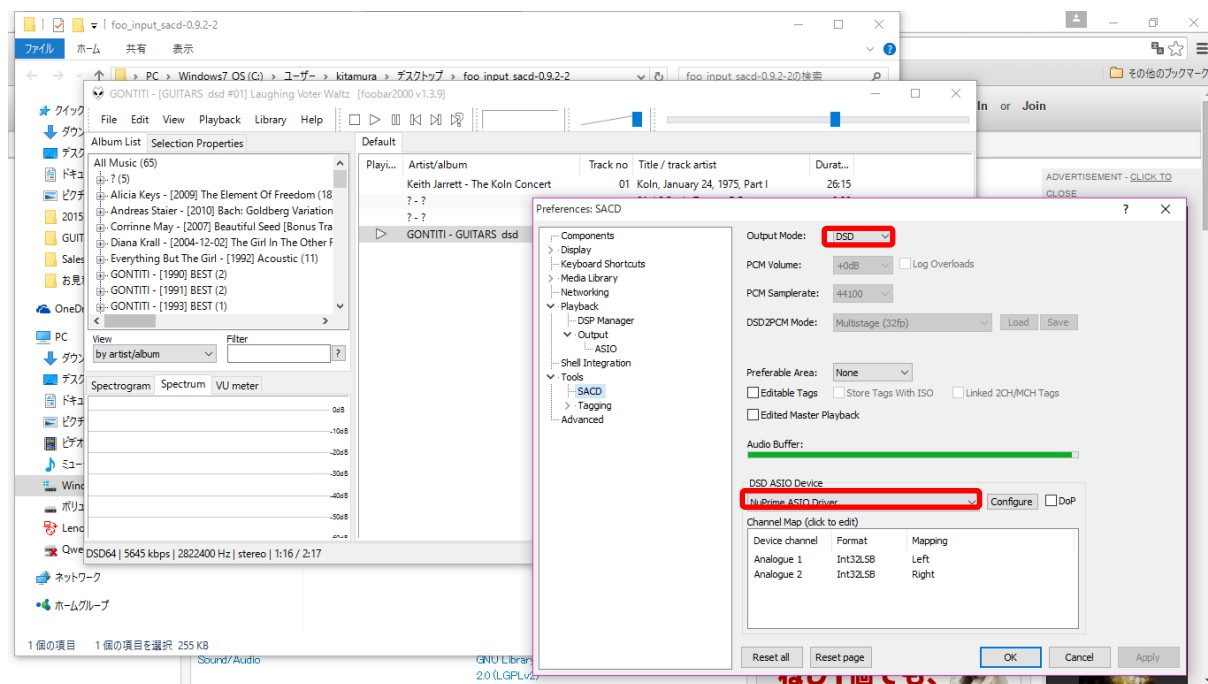 foo_input_sacd-0.9.2-2
ファイル ホーム 共有 表示
PC > Windows7_OS (C:) > ユーザー > kitamura > デスクトップ > foo_input_sacd-0.9.2-2
foo_input_sacd-0.9.2-2の検索
その他のブックマーク
In or Join
ADVERTISEMENT - CLICK TO
CLOSE
クイック
ダウン
デスク
ドキュ
ピクチ
2015
GUIT
Sales
お見
OneD
PC
ダウン
デスク
ドキュ
ピクチ
ビデオ
ミュー
Wind
ボリュ
Leno
Qwe
ネットワーク
ホームグループ
1 個の項目 1 個の項目を選択 255 KB
GONTITI - [GUITARS dsd #01] Laughing Voter Waltz [foobar2000 v1.3.9]
File Edit View Playback Library Help
Album List Selection Properties
All Music (65)
? (5)
Alicia Keys - [2009] The Element Of Freedom (18
Andreas Staier - [2010] Bach: Goldberg Variation
Corrinne May - [2007] Beautiful Seed [Bonus Tra
Diana Krall - [2004-12-02] The Girl In The Other F
Everything But The Girl - [1992] Acoustic (11)
GONTITI - [1990] BEST (2)
GONTITI - [1991] BEST (2)
GONTITI - [1993] BEST (1)
View Filter
by artist/album ?
Spectrogram Spectrum VU meter
0dB
-10dB
-20dB
-30dB
-40dB
-50dB
DSD64 | 5645 kbps | 2822400 Hz | stereo | 1:16 / 2:17
Default
Playi... Artist/album Track no Title / track artist Durat...
Keith Jarrett - The Koln Concert 01 Koln, January 24, 1975, Part I 26:15
? - ?
? - ?
GONTITI - GUITARS dsd
Preferences: SACD
?
Components
Display
Keyboard Shortcuts
Media Library
Networking
Playback
DSP Manager
Output
ASIO
Shell Integration
Tools
SACD
Tagging
Advanced
Output Mode: DSD
PCM Volume: +0dB Log Overloads
PCM Samplerate: 44100
DSD2PCM Mode: Multistage (32fp) Load Save
Preferable Area: None
Editable Tags Store Tags With ISO Linked 2CH/MCH Tags
Edited Master Playback
Audio Buffer:
DSD ASIO Device
NuPrime ASIO Driver Configure DoP
Channel Map (click to edit)
Device channel Format Mapping
Analogue 1 Int32LSB Left
Analogue 2 Int32LSB Right
Reset all Reset page OK Cancel Apply
Sound/Audio
GNU Library
2.0 (LGPLv2)